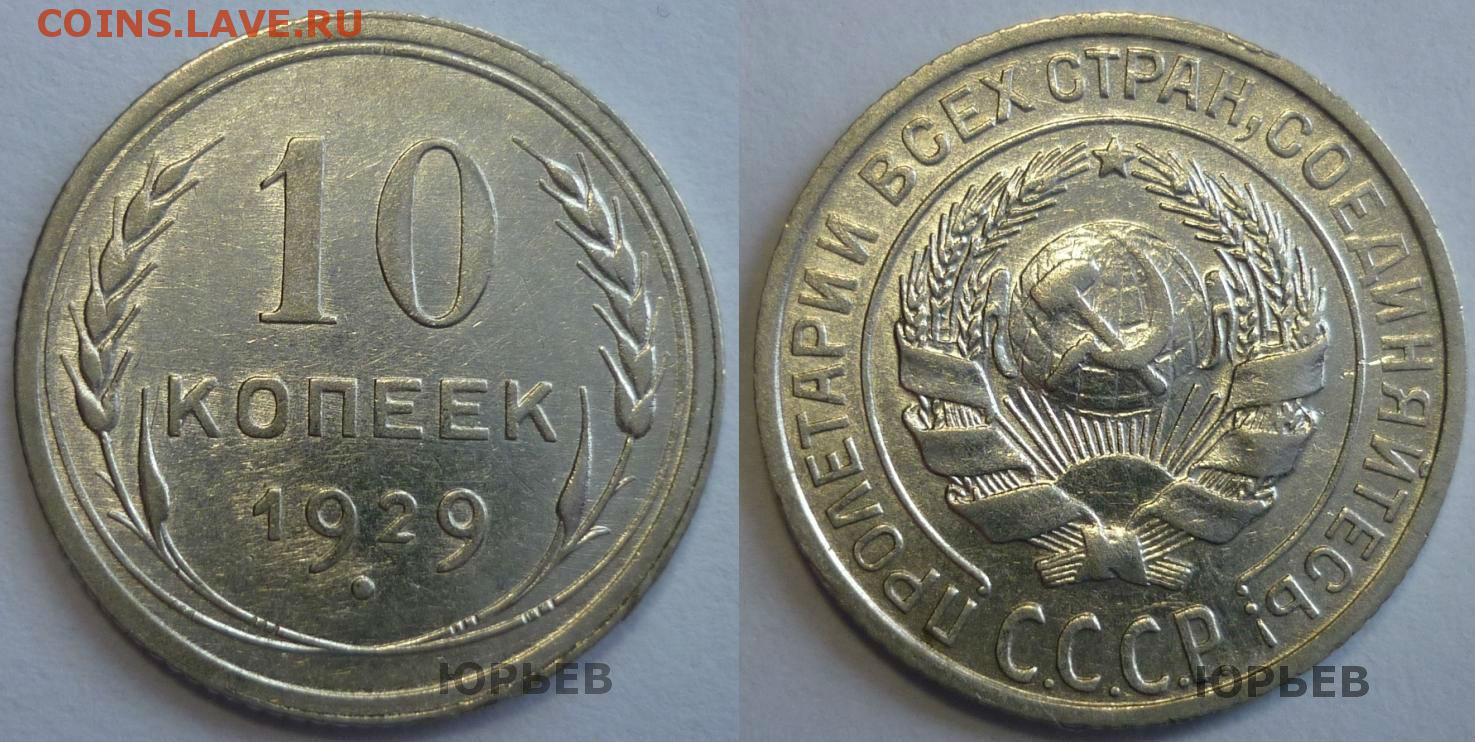 COINS.LAVE.RU
10
КОПЕЕК
1929
ЮРЬЕВ
ПРОЛЕТАРИИ ВСЕХ СТРАН, СОЕДИНЯЙТЕСЬ!
С.С.С.Р.
ЮРЬЕВ